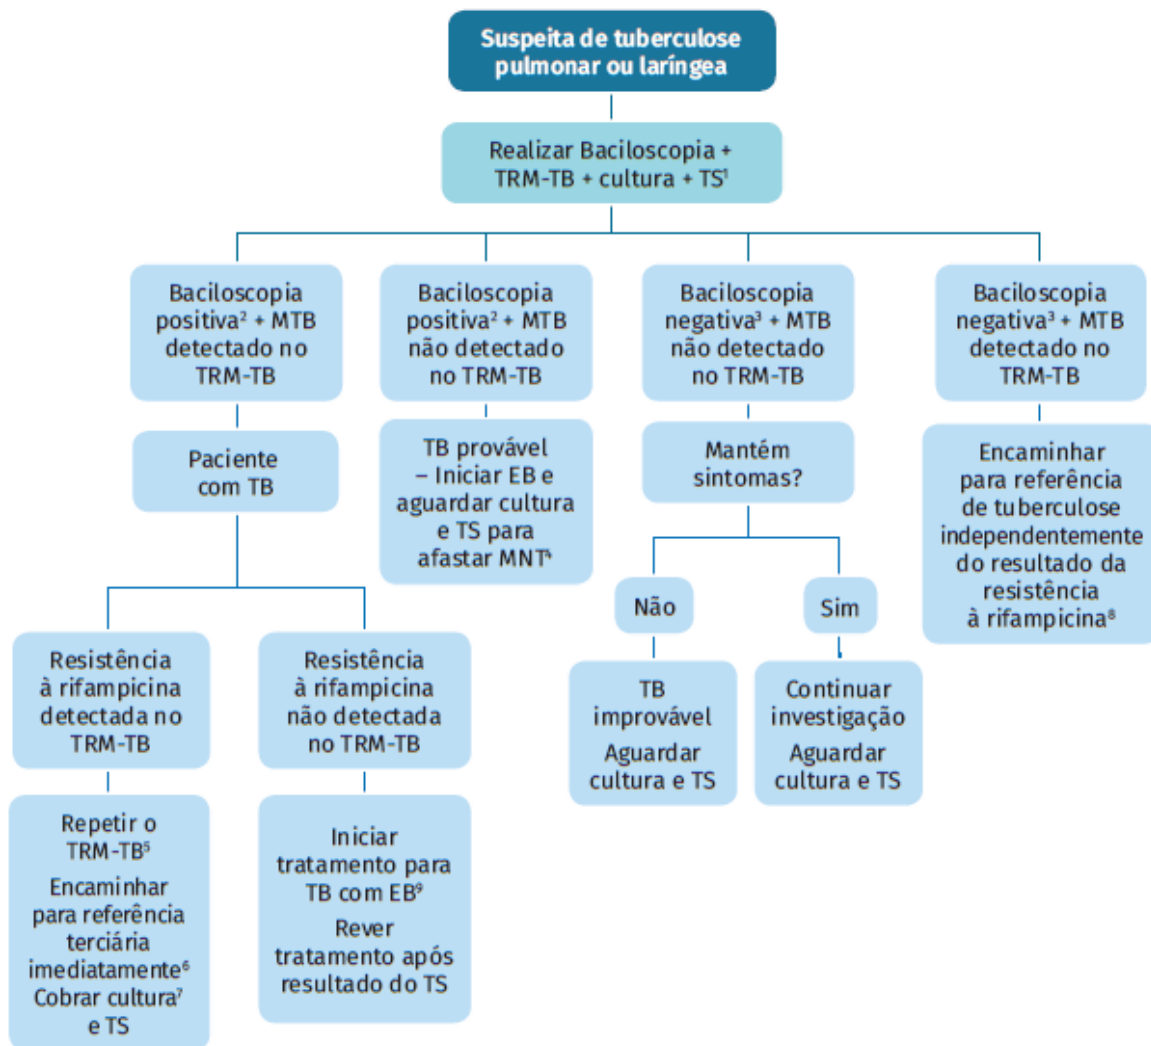 Suspeita de tuberculose
pulmonar ou laríngea
Realizar Baciloscopia +
TRM-TB + cultura + TS¹
Baciloscopia
positiva² + MTB
detectado no
TRM-TB
Baciloscopia
positiva² + MTB
não detectado
no TRM-TB
Baciloscopia
negativa³ + MTB
não detectado
no TRM-TB
Baciloscopia
negativa³ + MTB
detectado no
TRM-TB
Paciente
com TB
TB provável
– Iniciar EB e
aguardar cultura
e TS para
afastar MNT⁴
Mantém
sintomas?
Encaminhar
para referência
de tuberculose
independentemente
do resultado da
resistência
à rifampicina⁸
Não
Sim
Resistência
à rifampicina
detectada no
TRM-TB
Resistência
à rifampicina
não detectada
no TRM-TB
TB
improvável
Aguardar
cultura e TS
Continuar
investigação
Aguardar
cultura e TS
Repetir o
TRM-TB⁵
Encaminhar
para referência
terciária
imediatamente⁶
Cobrar cultura⁷
e TS
Iniciar
tratamento para
TB com EB⁹
Rever
tratamento após
resultado do TS